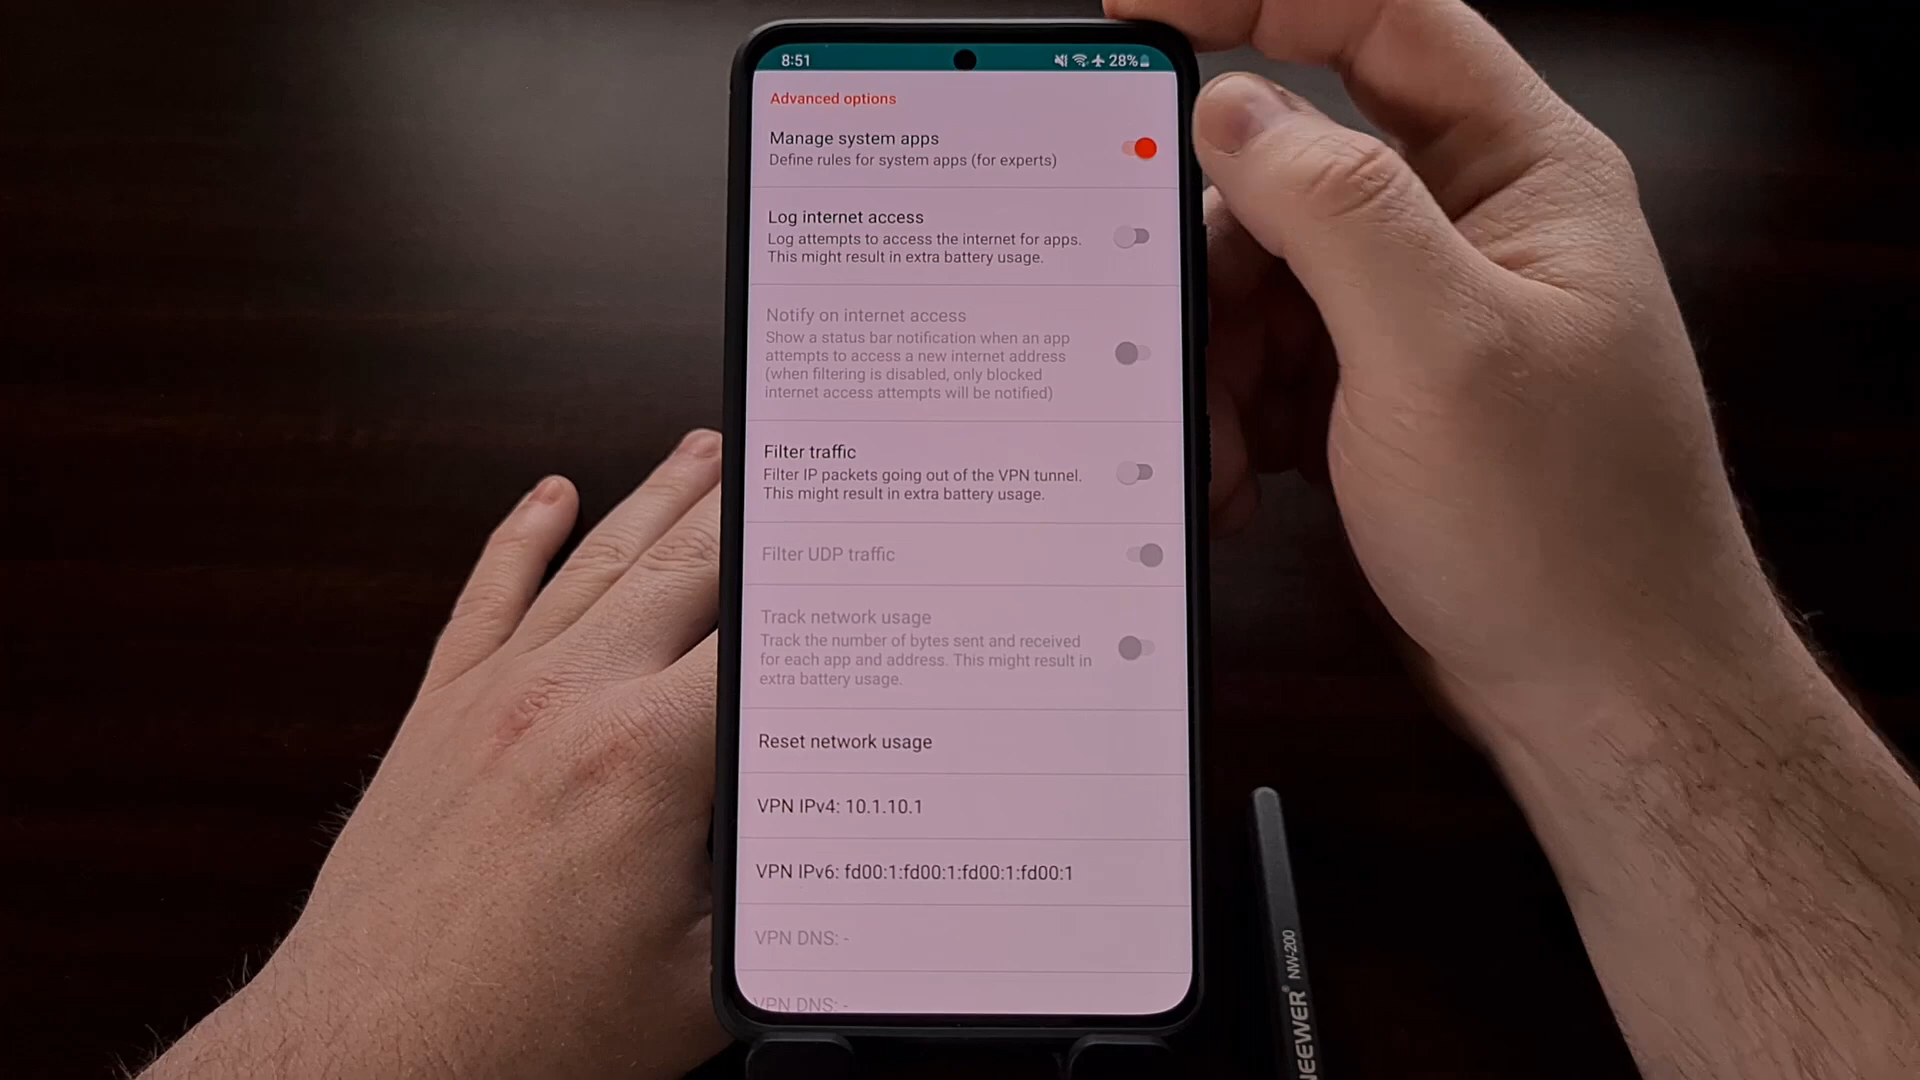 8:51
28%
Advanced options
Manage system apps
Define rules for system apps (for experts)
Log internet access
Log attempts to access the internet for apps.
This might result in extra battery usage.
Notify on internet access
Show a status bar notification when an app
attempts to access a new internet address
(when filtering is disabled, only blocked
internet access attempts will be notified)
Filter traffic
Filter IP packets going out of the VPN tunnel.
This might result in extra battery usage.
Filter UDP traffic
Track network usage
Track the number of bytes sent and received
for each app and address. This might result in
extra battery usage.
Reset network usage
VPN IPv4: 10.1.10.1
VPN IPv6: fd00:1:fd00:1:fd00:1:fd00:1
VPN DNS: -
VPN DNS: -
NEEWER® NW-200